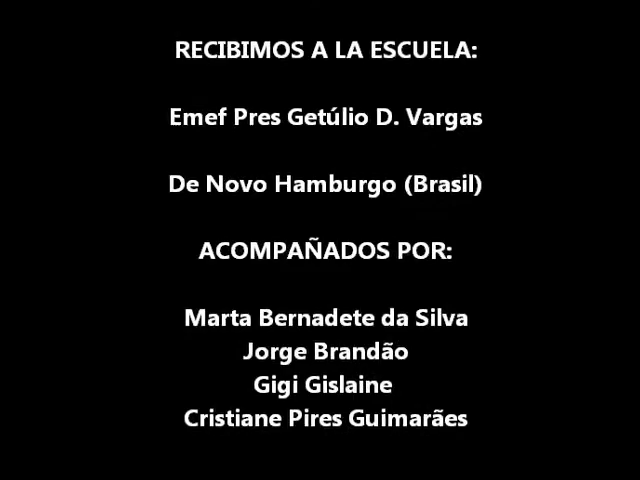 RECIBIMOS A LA ESCUELA:
Emef Pres Getúlio D. Vargas
De Novo Hamburgo (Brasil)
ACOMPAÑADOS POR:
Marta Bernadete da Silva
Jorge Brandão
Gigi Gislaine
Cristiane Pires Guimarães